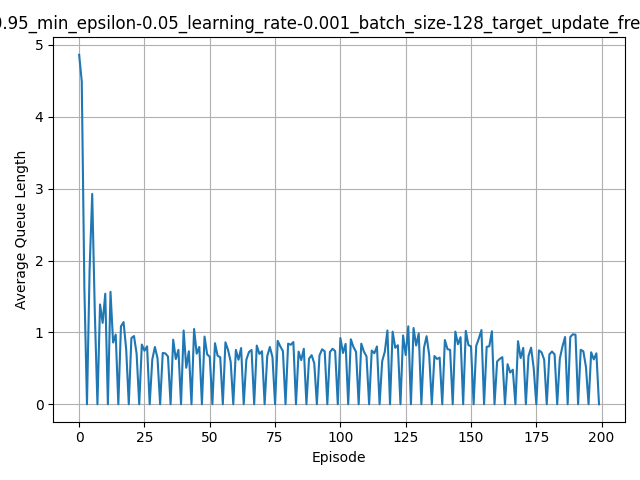 0.95_min_epsilon-0.05_learning_rate-0.001_batch_size-128_target_update_fre
5
4
3
2
1
0
Average Queue Length
0 25 50 75 100 125 150 175 200
Episode